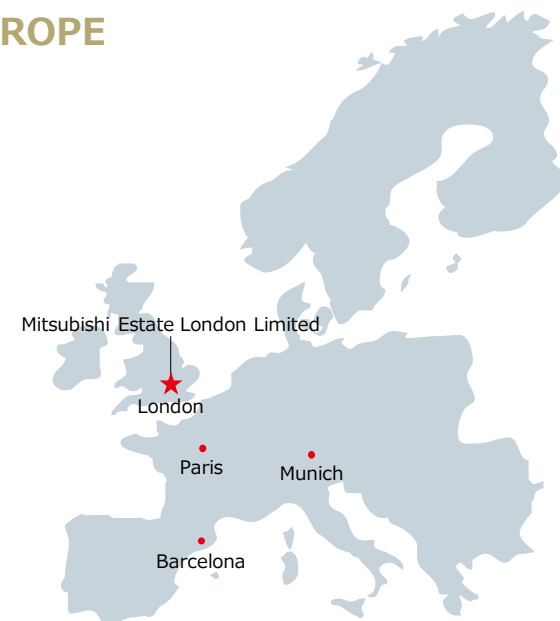 ROPE
Mitsubishi Estate London Limited
London
Paris
Munich
Barcelona